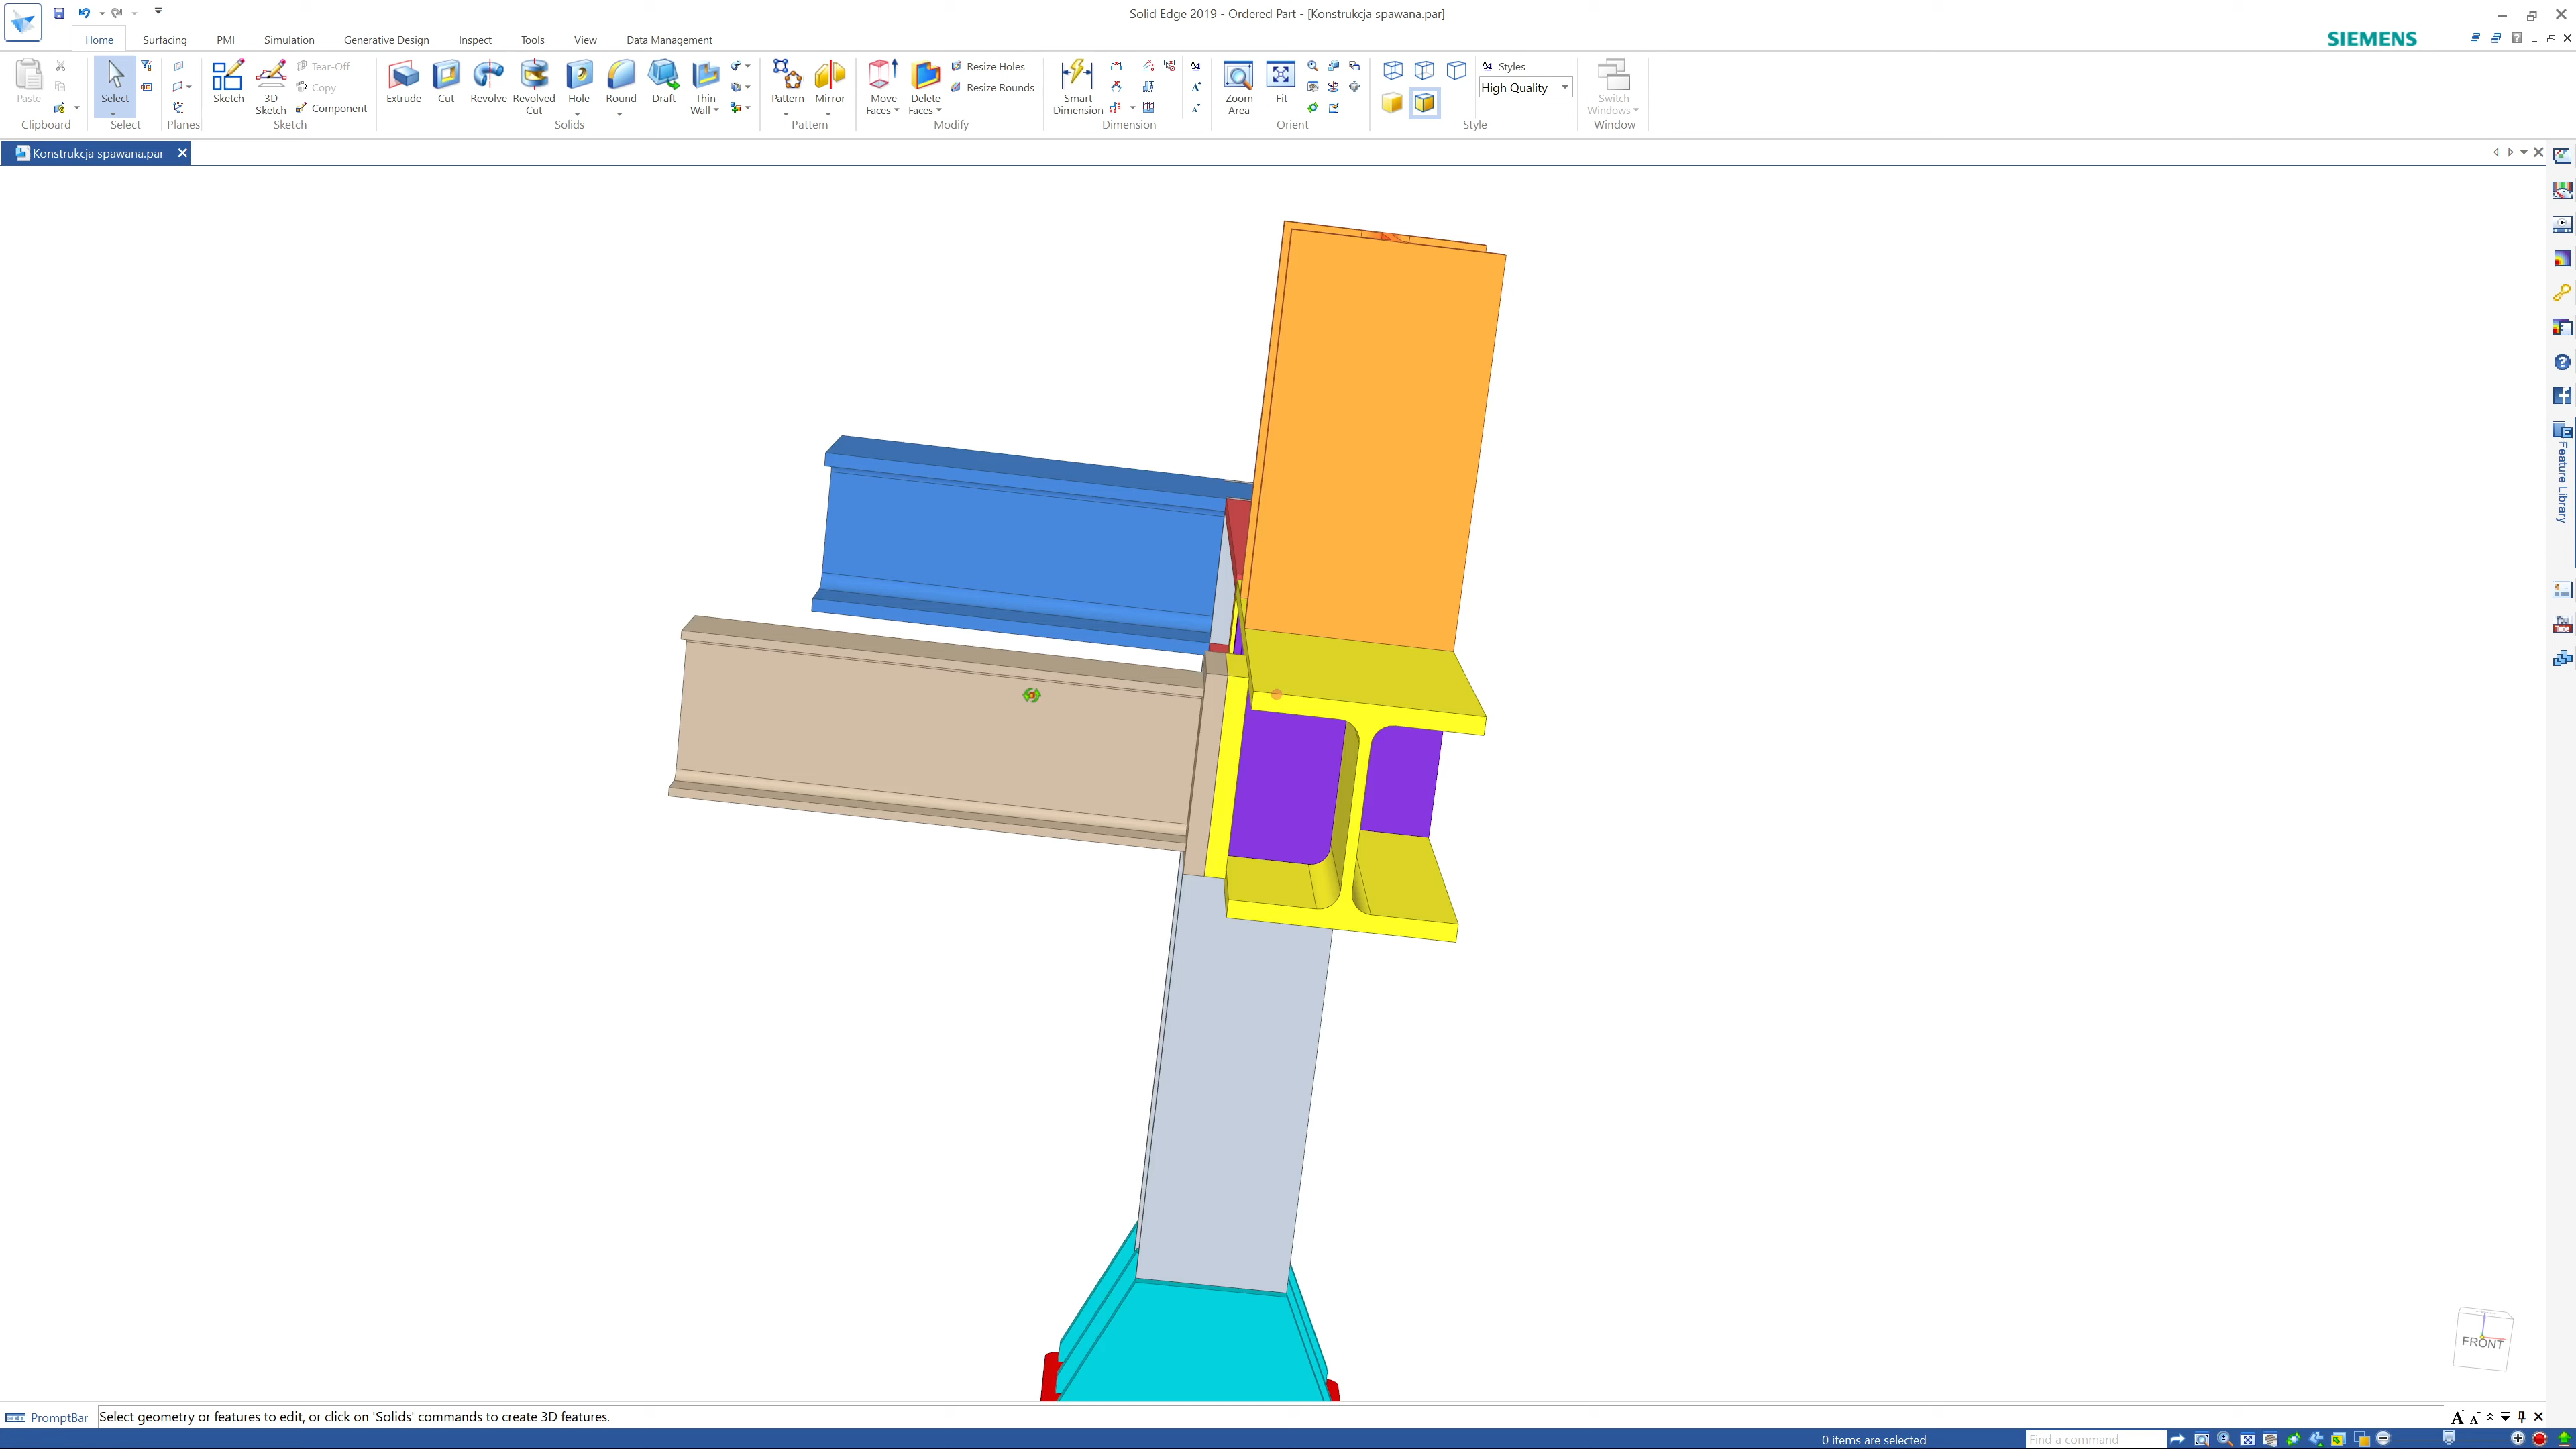 Solid Edge 2019 - Ordered Part - [Konstrukcja spawana.par]
Home Surfacing PMI Simulation Generative Design Inspect Tools View Data Management
SIEMENS
Paste
Clipboard
Select
Select
Planes
Sketch
3D Sketch
Tear-Off
Copy
Component
Sketch
Extrude
Cut
Revolve
Revolved Cut
Hole
Round
Draft
Thin Wall
Solids
Pattern
Mirror
Pattern
Move Faces
Delete Faces
Resize Holes
Resize Rounds
Modify
Smart Dimension
Dimension
Zoom Area
Fit
Orient
Styles
High Quality
Style
Switch Windows
Window
Konstrukcja spawana.par
Feature Library
You
FRONT
PromptBar
Select geometry or features to edit, or click on 'Solids' commands to create 3D features.
0 items are selected
Find a command